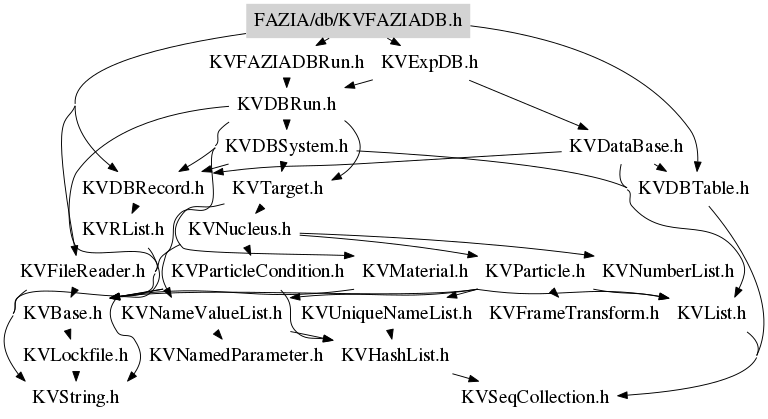 FAZIA/db/KVFAZIADB.h
KVFAZIADBRun.h KVExpDB.h
KVDBRun.h
KVDBSystem.h KVDataBase.h
KVDBRecord.h KVTarget.h KVDBTable.h
KVRList.h KVNucleus.h
KVFileReader.h KVParticleCondition.h KVMaterial.h KVParticle.h KVNumberList.h
KVBase.h KVNameValueList.h KVUniqueNameList.h KVFrameTransform.h KVList.h
KVLockfile.h KVNamedParameter.h KVHashList.h
KVString.h KVSeqCollection.h